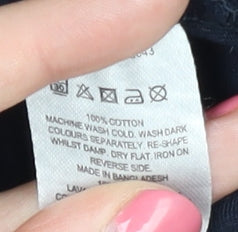 30
100% COTTON
MACHINE WASH COLD. WASH DARK
COLOURS SEPARATELY. RE-SHAPE
WHILST DAMP. DRY FLAT. IRON ON
REVERSE SIDE.
MADE IN BANGLADESH